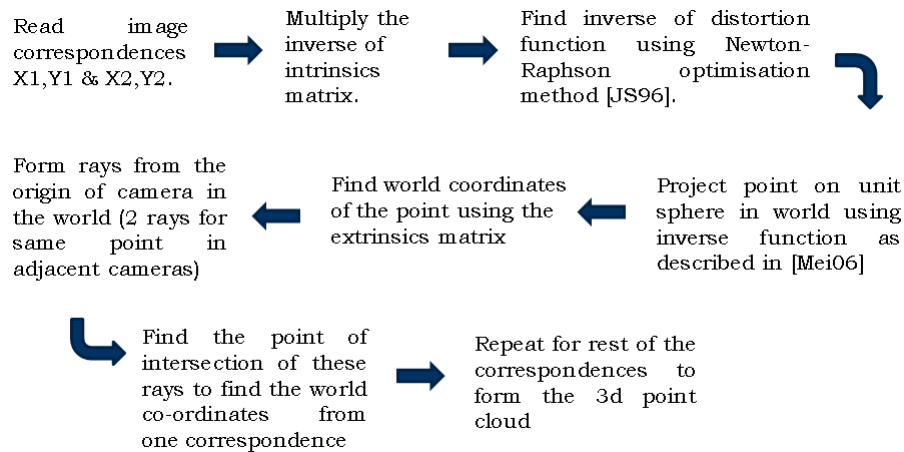 Read image
correspondences
X1,Y1 & X2,Y2.
Multiply the
inverse of
intrinsics
matrix.
Find inverse of distortion
function using Newton-
Raphson optimisation
method [JS96].
Project point on unit
sphere in world using
inverse function as
described in [Mei06]
Find world coordinates
of the point using the
extrinsics matrix
Form rays from the
origin of camera in
the world (2 rays for
same point in
adjacent cameras)
Find the point of
intersection of these
rays to find the world
co-ordinates from
one correspondence
Repeat for rest of the
correspondences to
form the 3d point
cloud